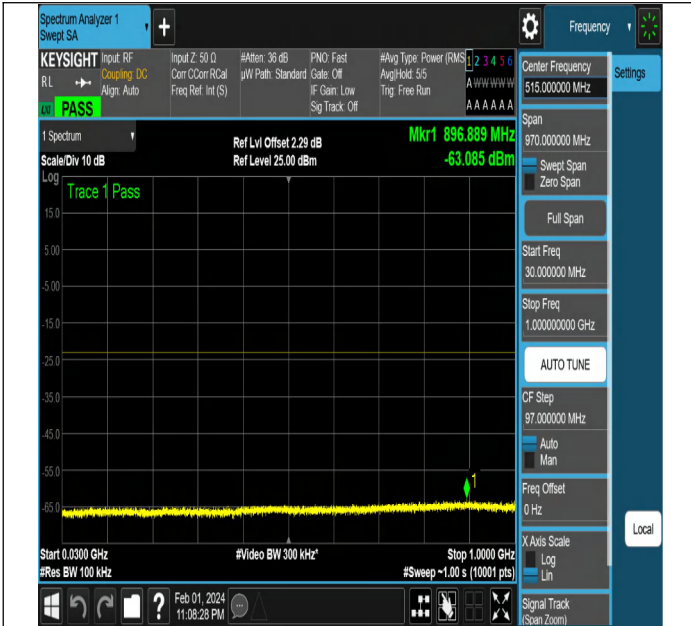 Spectrum Analyzer 1
Swept SA
Frequency
KEYSIGHT
RL
Input: RF
Coupling: DC
Align: Auto
Input Z: 50 Ω
Corr CCorr RCal
Freq Ref: Int (S)
#Atten: 36 dB
µW Path: Standard
PNO: Fast
Gate: Off
IF Gain: Low
Sig Track: Off
#Avg Type: Power (RMS
Avg|Hold: 5/5
Trig: Free Run
1 2 3 4 5 6
A W W W W W
A A A A A A
LXI
PASS
1 Spectrum
Scale/Div 10 dB
Ref Lvl Offset 2.29 dB
Ref Level 25.00 dBm
Mkr1 896.889 MHz
-63.085 dBm
Log
Trace 1 Pass
15.0
5.00
-5.00
-15.0
-25.0
-35.0
-45.0
-55.0
-65.0
1
Start 0.0300 GHz
#Res BW 100 kHz
#Video BW 300 kHz*
Stop 1.0000 GHz
#Sweep ~1.00 s (10001 pts)
Center Frequency
515.000000 MHz
Settings
Span
970.000000 MHz
Swept Span
Zero Span
Full Span
Start Freq
30.000000 MHz
Stop Freq
1.000000000 GHz
AUTO TUNE
CF Step
97.000000 MHz
Auto
Man
Freq Offset
0 Hz
Local
X Axis Scale
Log
Lin
Signal Track
(Span Zoom)
?
Feb 01, 2024
11:08:28 PM